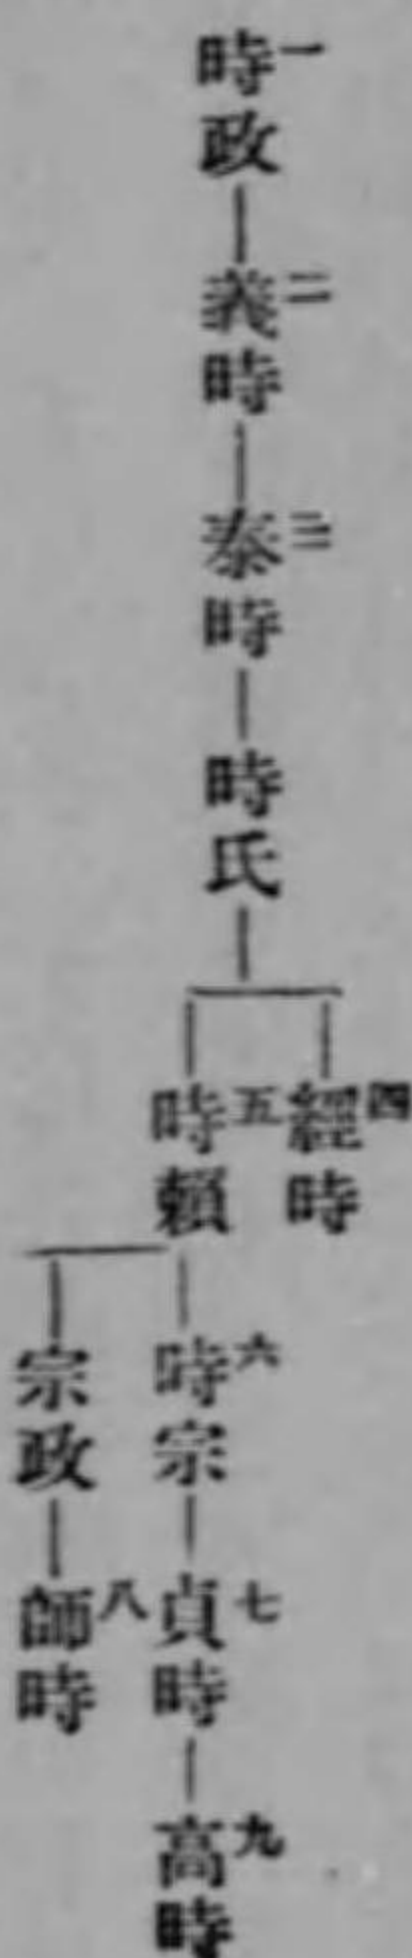 一
時政
二
義時
三
泰時
時氏
四
經時
五
時賴
六
時宗
七
貞時
九
高時
宗政
八
師時